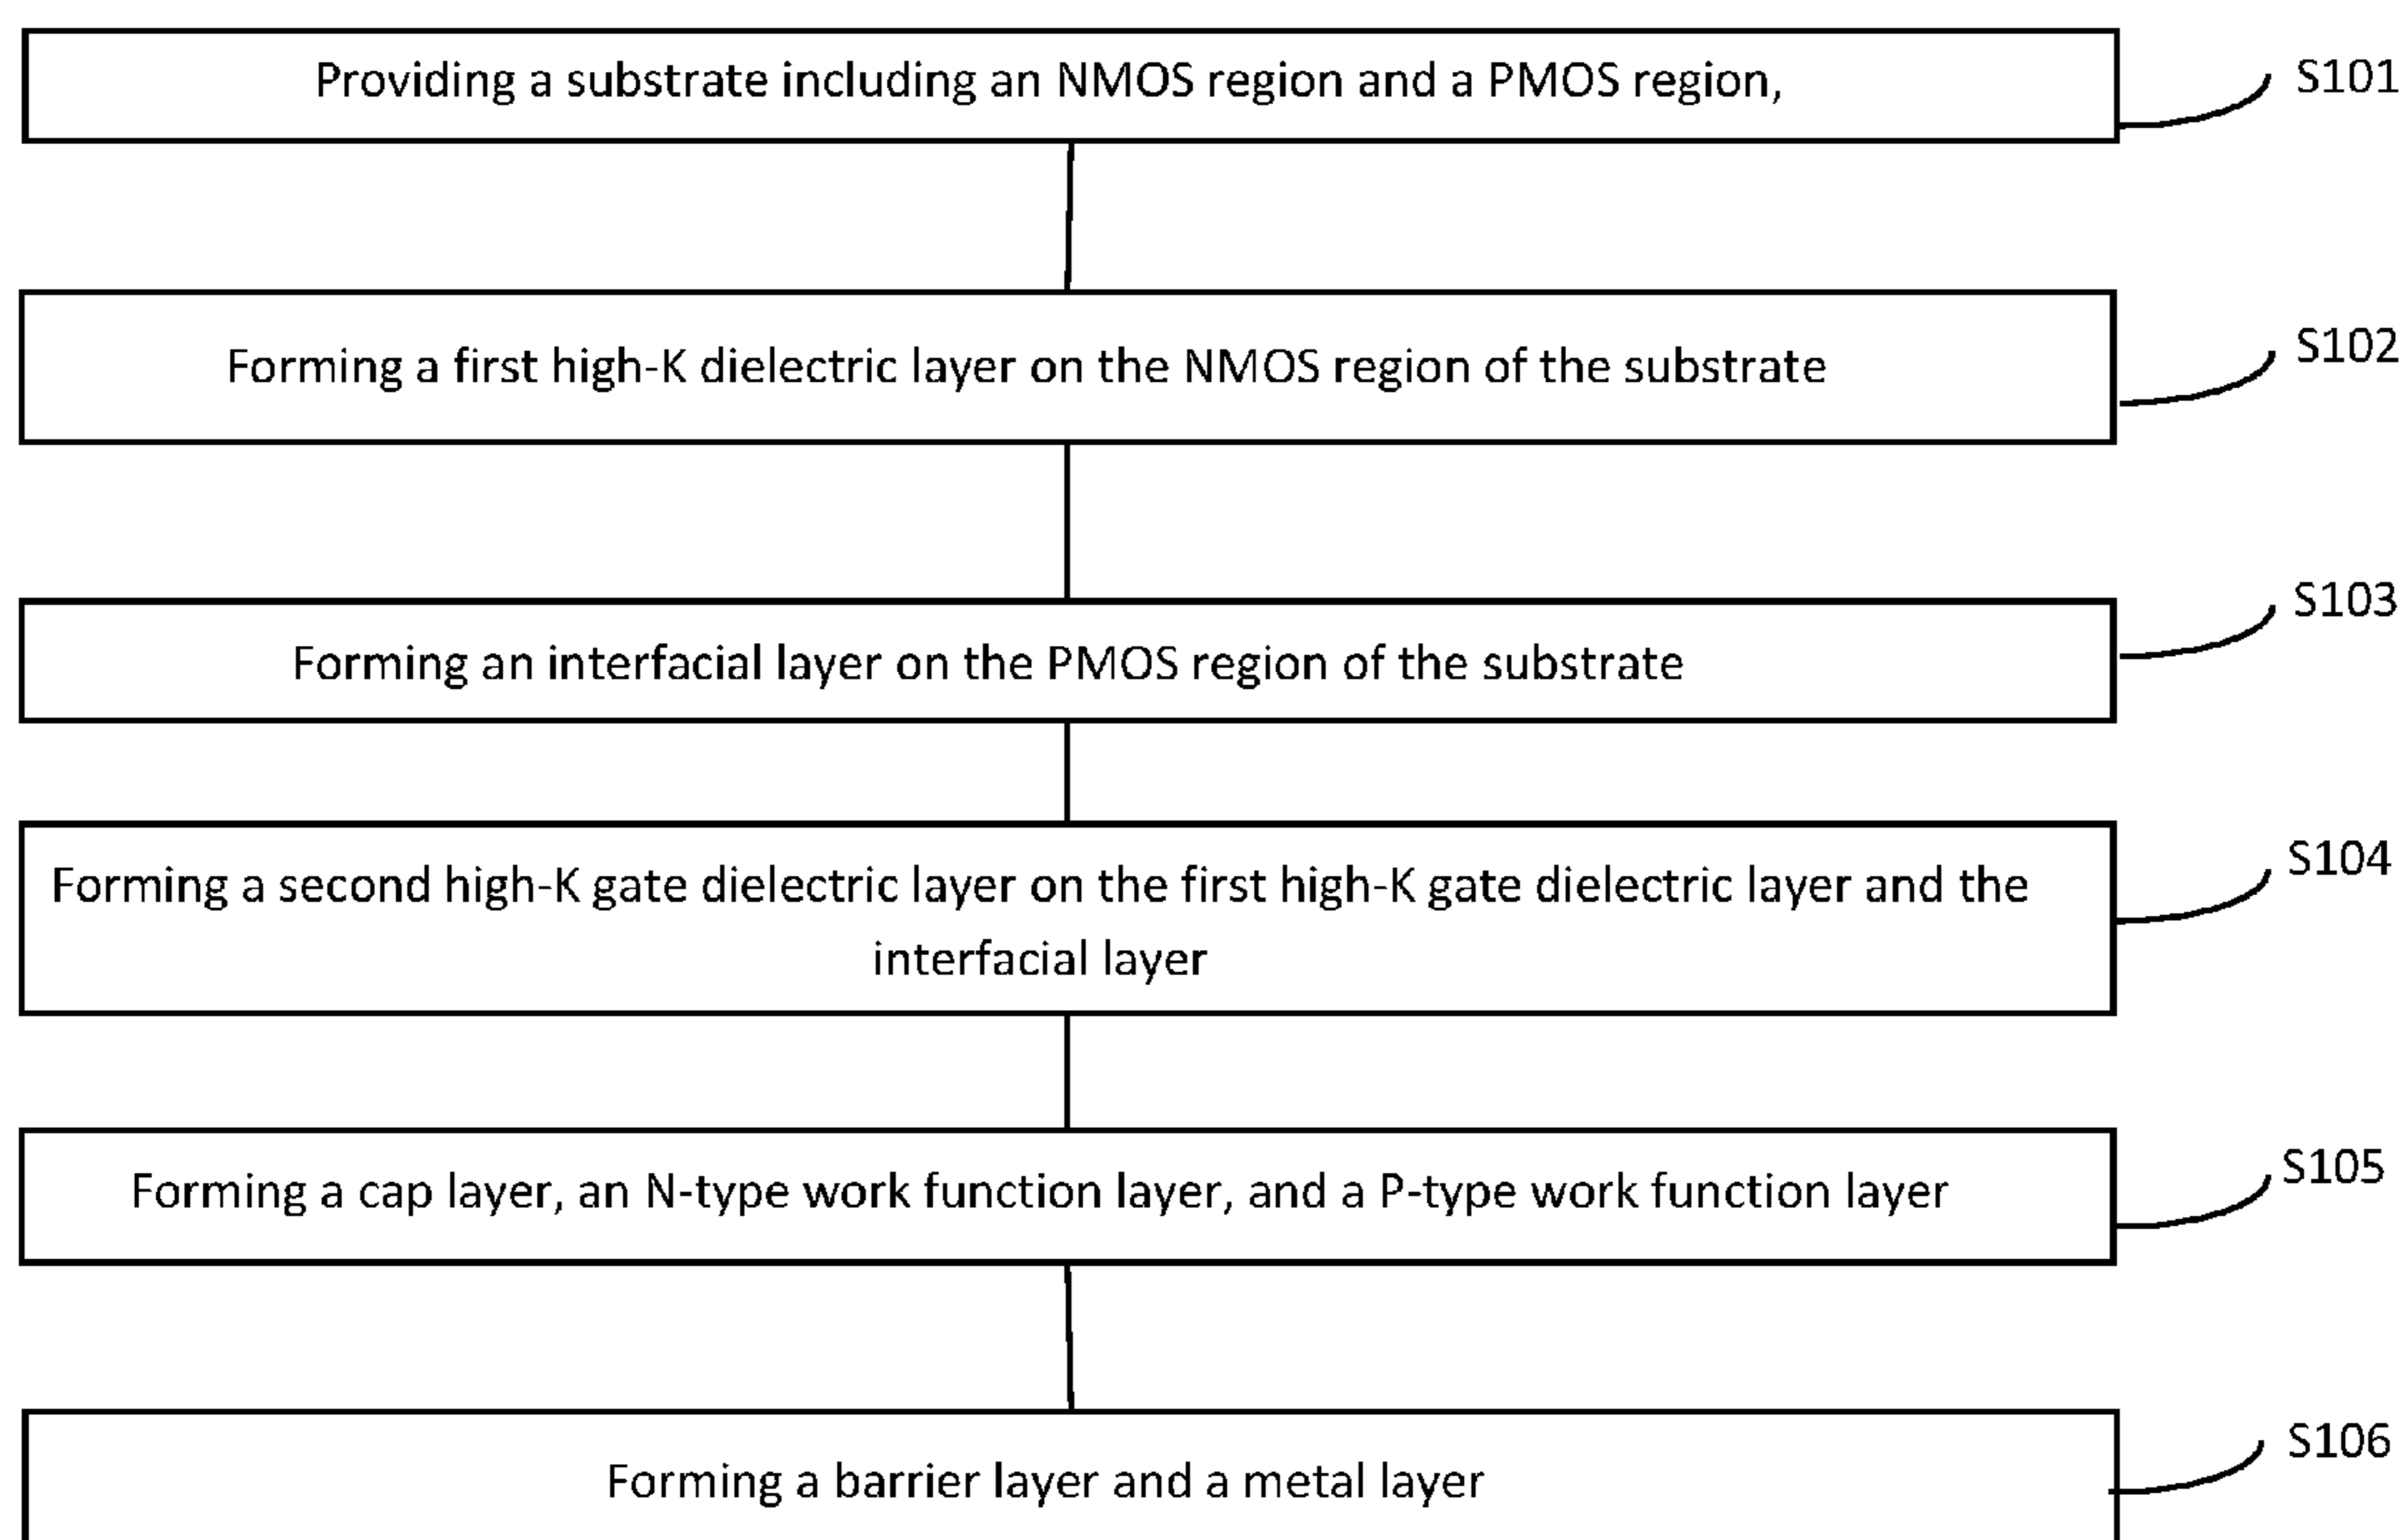 Providing a substrate including an NMOS region and a PMOS region,
S101
Forming a first high-K dielectric layer on the NMOS region of the substrate
S102
Forming an interfacial layer on the PMOS region of the substrate
S103
Forming a second high-K gate dielectric layer on the first high-K gate dielectric layer and the
interfacial layer
S104
Forming a cap layer, an N-type work function layer, and a P-type work function layer
S105
Forming a barrier layer and a metal layer
S106